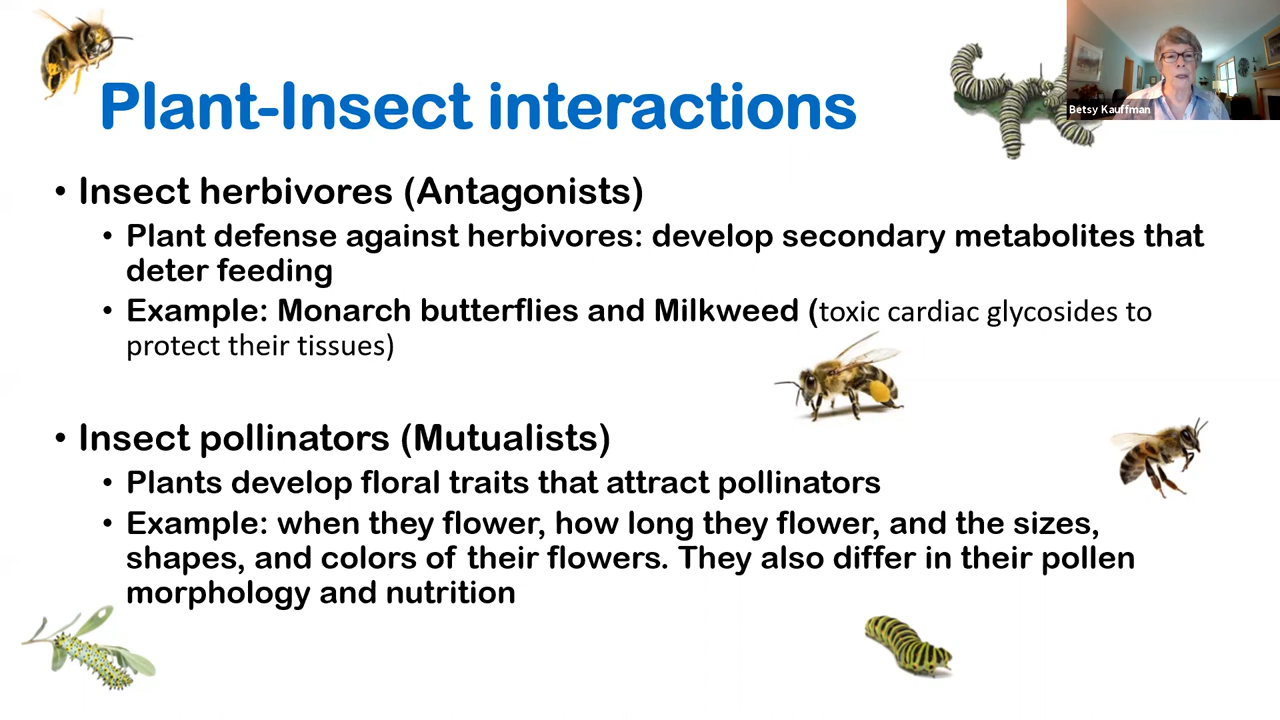 Plant-Insect interactions
Betsy Kauffman
• Insect herbivores (Antagonists)
• Plant defense against herbivores: develop secondary metabolites that
deter feeding
• Example: Monarch butterflies and Milkweed (toxic cardiac glycosides to
protect their tissues)
• Insect pollinators (Mutualists)
• Plants develop floral traits that attract pollinators
• Example: when they flower, how long they flower, and the sizes,
shapes, and colors of their flowers. They also differ in their pollen
morphology and nutrition